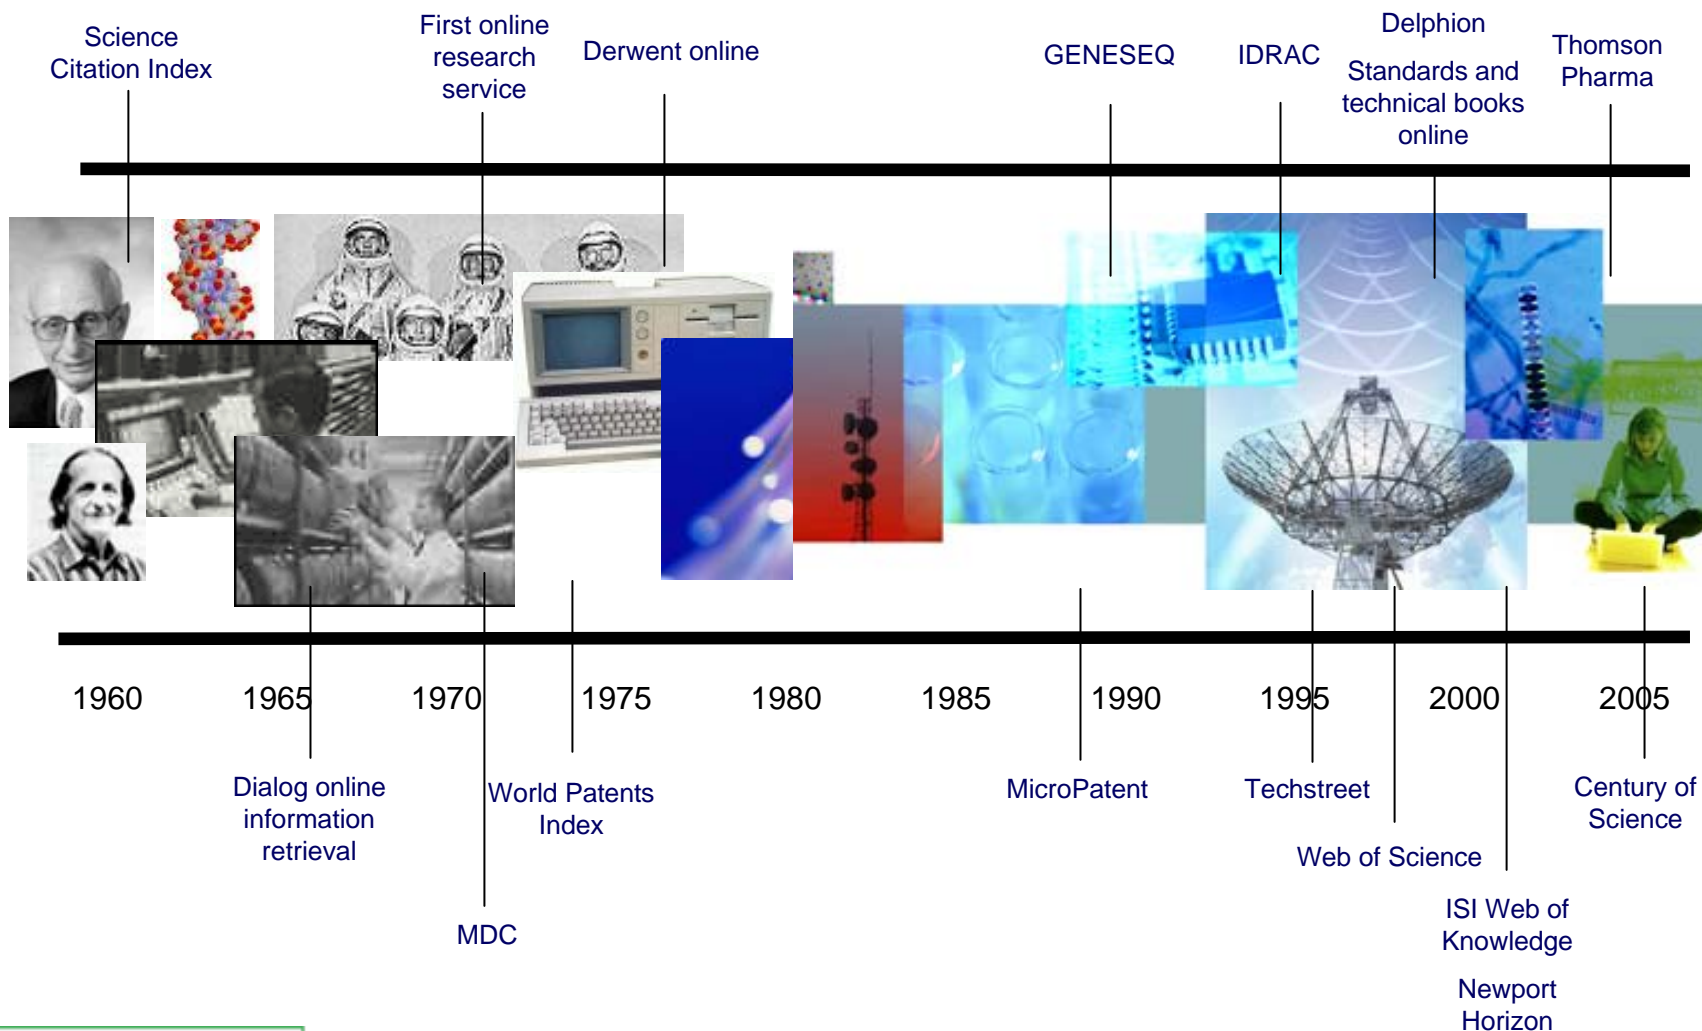 Science
Citation Index
First online
research
service
Derwent online
GENESEQ
IDRAC
Delphion
Standards and
technical books
online
Thomson
Pharma
1960
1965
1970
1975
1980
1985
1990
1995
2000
2005
Dialog online
information
retrieval
MDC
World Patents
Index
MicroPatent
Techstreet
Web of Science
ISI Web of
Knowledge
Newport
Horizon
Century of
Science